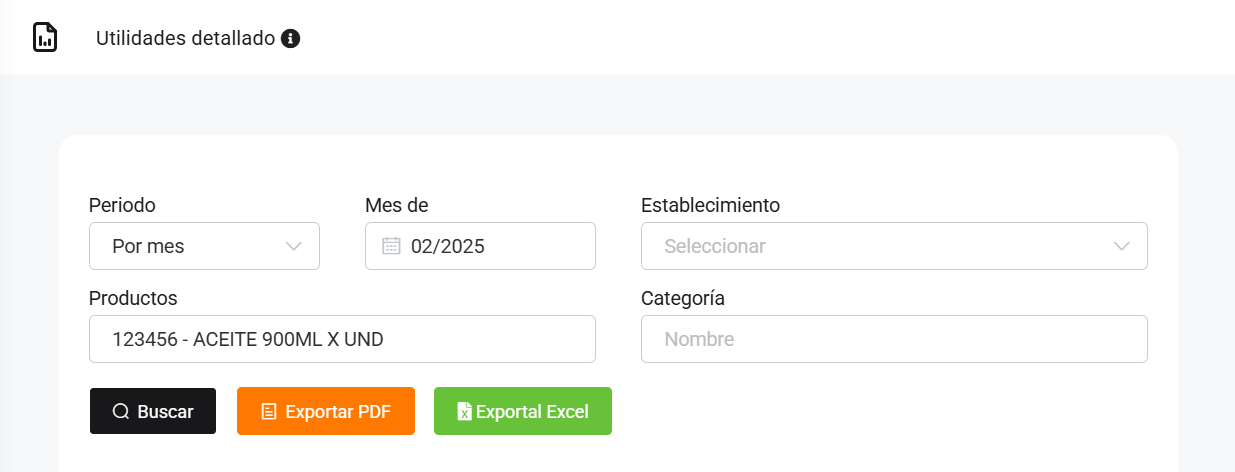 Utilidades detallado
Periodo
Mes de
Establecimiento
Por mes
02/2025
Seleccionar
Productos
Categoría
123456 - ACEITE 900ML X UND
Nombre
Buscar
Exportar PDF
Exportal Excel